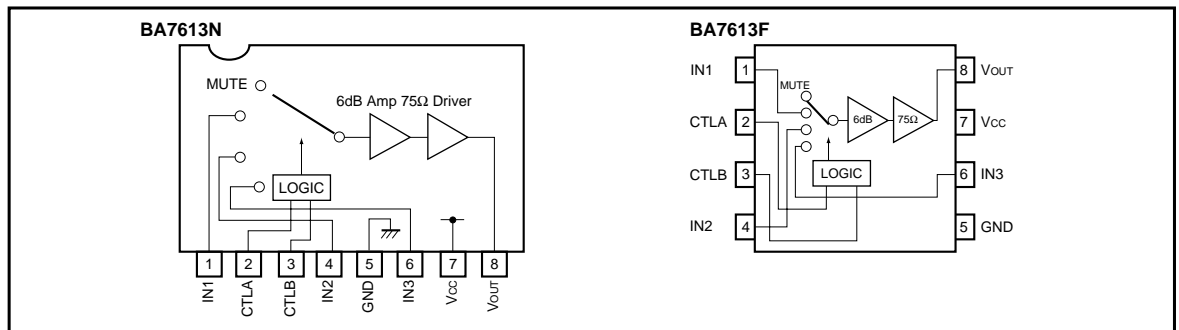 BA7613N
MUTE
6dB Amp 75Ω Driver
LOGIC
1 2 3 4 5 6 7 8
IN1 CTLA CTLB IN2 GND IN3 VCC VOUT
BA7613F
IN1 1 8 VOUT
MUTE
CTLA 2 6dB 75Ω 7 VCC
CTLB 3 LOGIC 6 IN3
IN2 4 5 GND